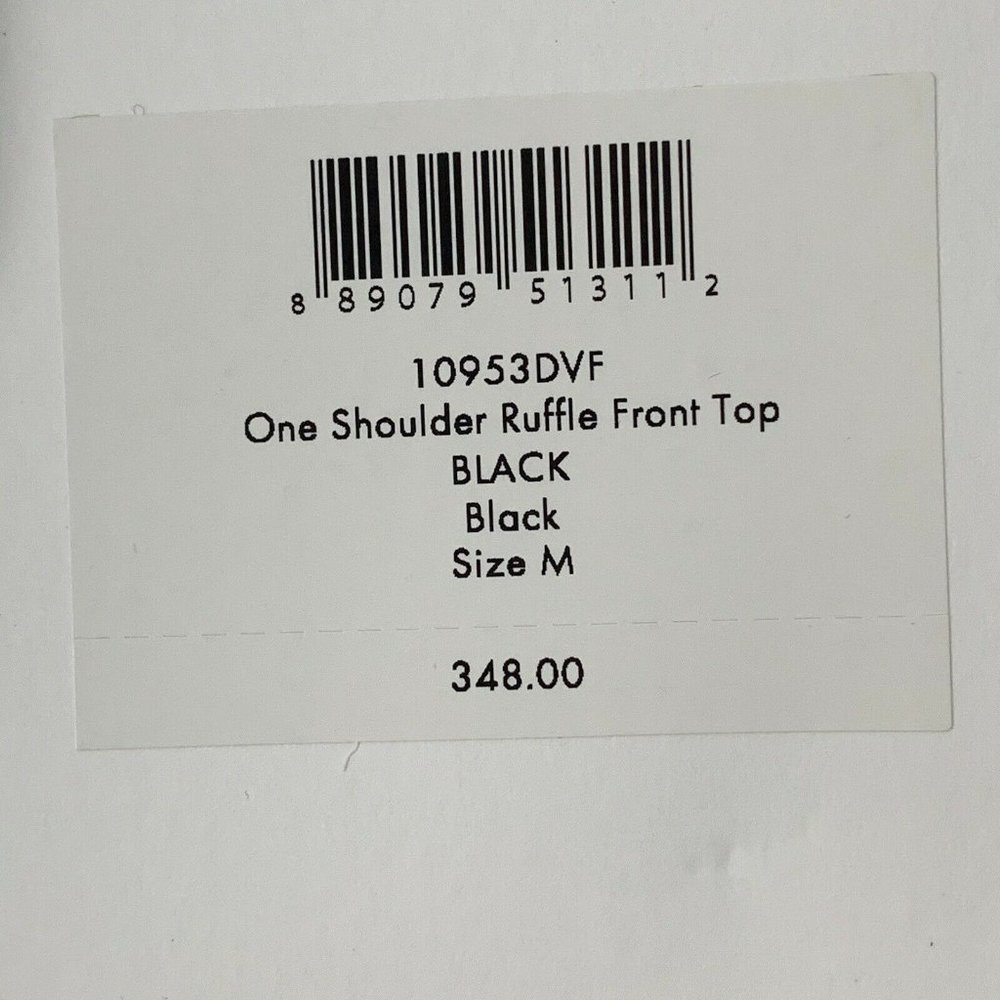 8 89079 51311 2
10953DVF
One Shoulder Ruffle Front Top
BLACK
Black
Size M
348.00